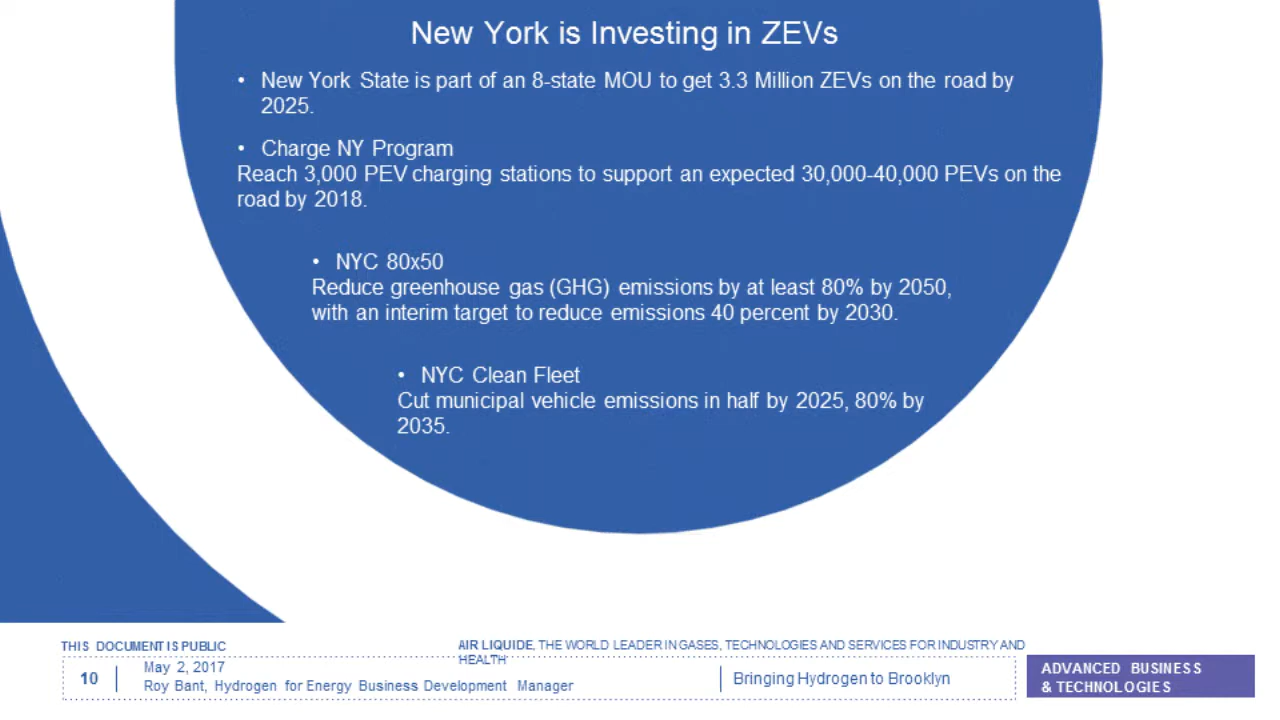 New York is Investing in ZEVs
• New York State is part of an 8-state MOU to get 3.3 Million ZEVs on the road by
2025.
• Charge NY Program
Reach 3,000 PEV charging stations to support an expected 30,000-40,000 PEVs on the
road by 2018.
• NYC 80x50
Reduce greenhouse gas (GHG) emissions by at least 80% by 2050,
with an interim target to reduce emissions 40 percent by 2030.
• NYC Clean Fleet
Cut municipal vehicle emissions in half by 2025, 80% by
2035.
THIS DOCUMENT IS PUBLIC
AIR LIQUIDE, THE WORLD LEADER IN GASES, TECHNOLOGIES AND SERVICES FOR INDUSTRY AND
HEALTH
10
May 2, 2017
Roy Bant, Hydrogen for Energy Business Development Manager
Bringing Hydrogen to Brooklyn
ADVANCED BUSINESS
& TECHNOLOGIES